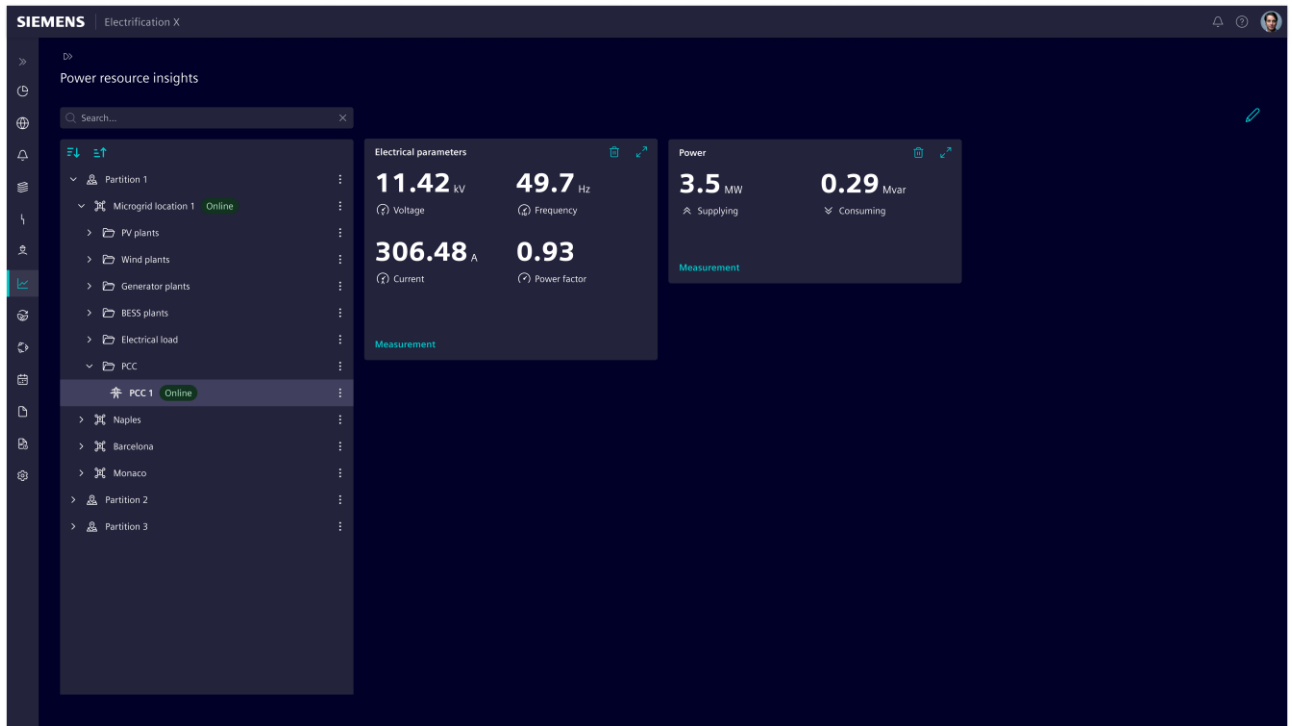 SIEMENS Electrification X
Power resource insights
Search...
Partition 1
Microgrid location 1 Online
PV plants
Wind plants
Generator plants
BESS plants
Electrical load
PCC
PCC 1 Online
Naples
Barcelona
Monaco
Partition 2
Partition 3
Electrical parameters
11.42 kV 49.7 Hz
Voltage Frequency
306.48 A 0.93
Current Power factor
Measurement
Power
3.5 MW 0.29 Mvar
Supplying Consuming
Measurement